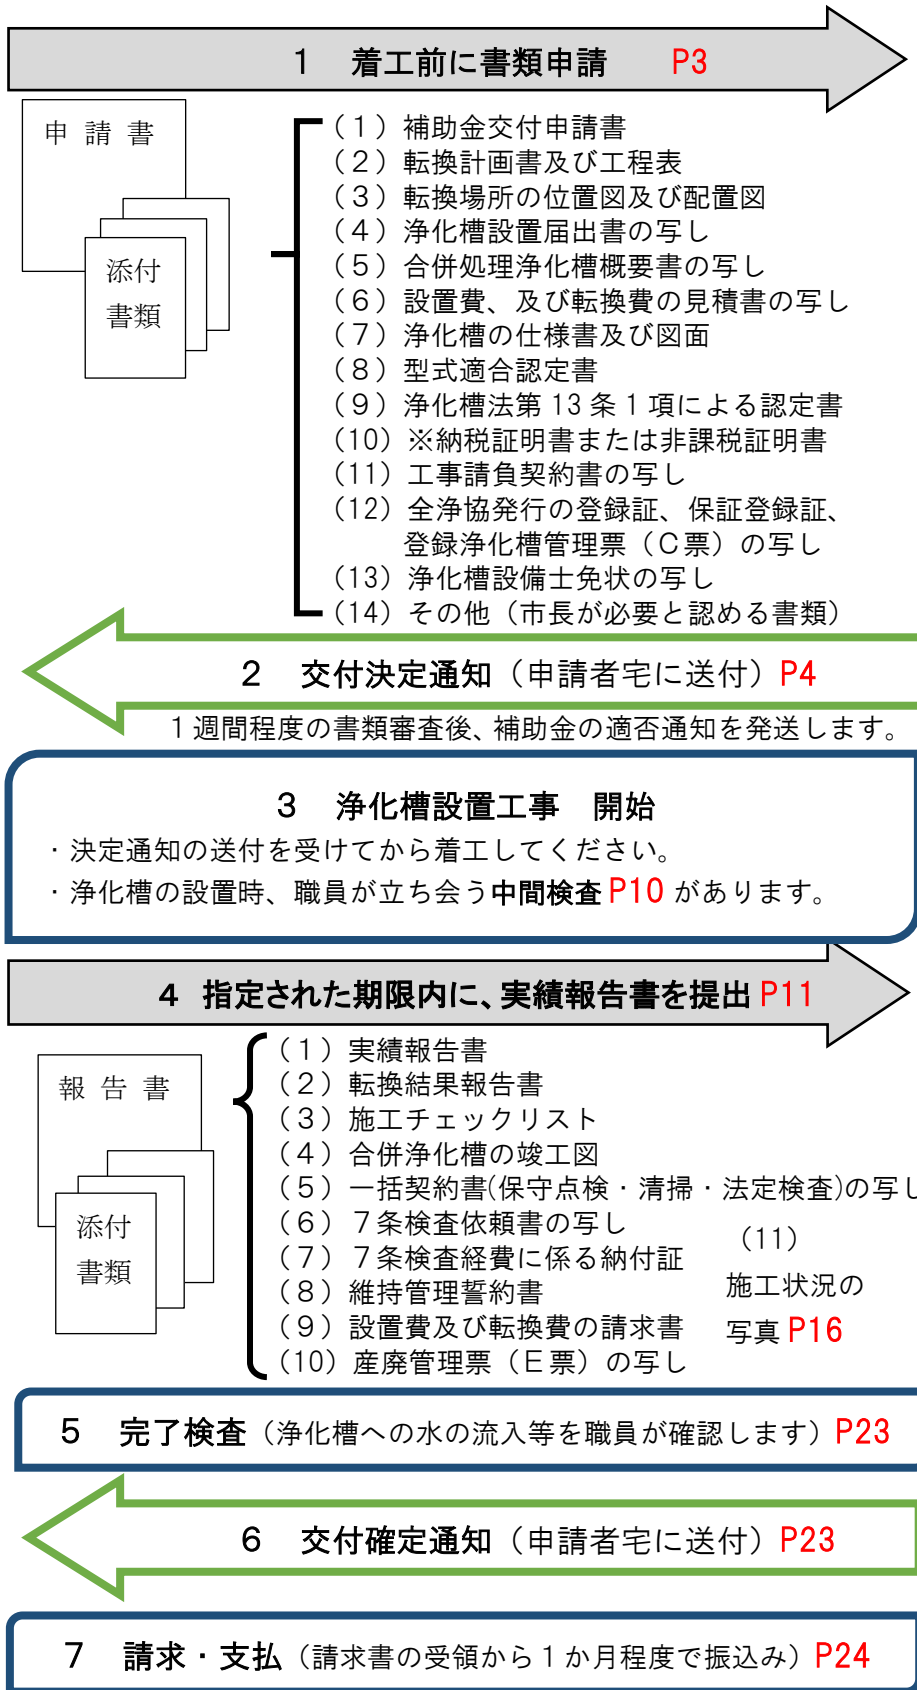 1 着工前に書類申請 P3
申 請 書
添付
書類
（1）補助金交付申請書
（2）転換計画書及び工程表
（3）転換場所の位置図及び配置図
（4）浄化槽設置届出書の写し
（5）合併処理浄化槽概要書の写し
（6）設置費、及び転換費の見積書の写し
（7）浄化槽の仕様書及び図面
（8）型式適合認定書
（9）浄化槽法第13条1項による認定書
（10）※納税証明書または非課税証明書
（11）工事請負契約書の写し
（12）全浄協発行の登録証、保証登録証、
登録浄化槽管理票（C票）の写し
（13）浄化槽設備士免状の写し
（14）その他（市長が必要と認める書類）
2 交付決定通知（申請者宅に送付）P4
1週間程度の書類審査後、補助金の適否通知を発送します。
3 浄化槽設置工事 開始
・決定通知の送付を受けてから着工してください。
・浄化槽の設置時、職員が立ち会う中間検査P10があります。
4 指定された期限内に、実績報告書を提出P11
報 告 書
添付
書類
（1）実績報告書
（2）転換結果報告書
（3）施工チェックリスト
（4）合併浄化槽の竣工図
（5）一括契約書(保守点検・清掃・法定検査)の写し
（6）7条検査依頼書の写し
（7）7条検査経費に係る納付証
（8）維持管理誓約書
（9）設置費及び転換費の請求書
（10）産廃管理票（E票）の写し
（11）
施工状況の
写真P16
5 完了検査（浄化槽への水の流入等を職員が確認します）P23
6 交付確定通知（申請者宅に送付）P23
7 請求・支払（請求書の受領から1か月程度で振込み）P24